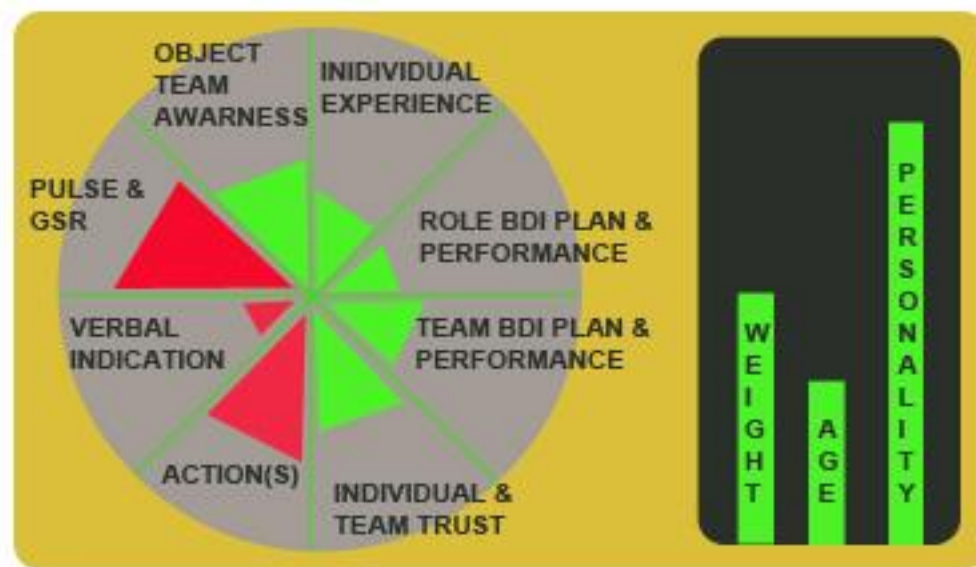 OBJECT
TEAM
AWARNESS
INIDIVIDUAL
EXPERIENCE
PULSE &
GSR
ROLE BDI PLAN &
PERFORMANCE
VERBAL
INDICATION
TEAM BDI PLAN &
PERFORMANCE
ACTION(S)
INDIVIDUAL &
TEAM TRUST
WEIGHT
AGE
PERSONALITY